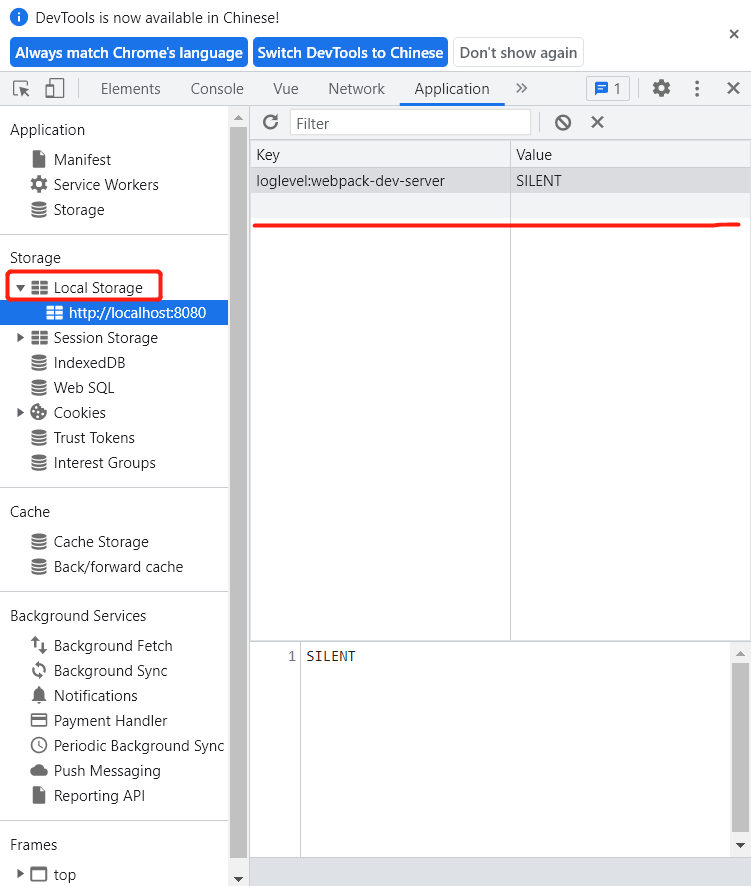 DevTools is now available in Chinese!
Always match Chrome's language Switch DevTools to Chinese Don't show again
Elements Console Vue Network Application 1
Application
Manifest
Service Workers
Storage
Storage
Local Storage
http://localhost:8080
Session Storage
IndexedDB
Web SQL
Cookies
Trust Tokens
Interest Groups
Cache
Cache Storage
Back/forward cache
Background Services
Background Fetch
Background Sync
Notifications
Payment Handler
Periodic Background Sync
Push Messaging
Reporting API
Frames
top
Filter
Key Value
loglevel:webpack-dev-server SILENT
1 SILENT